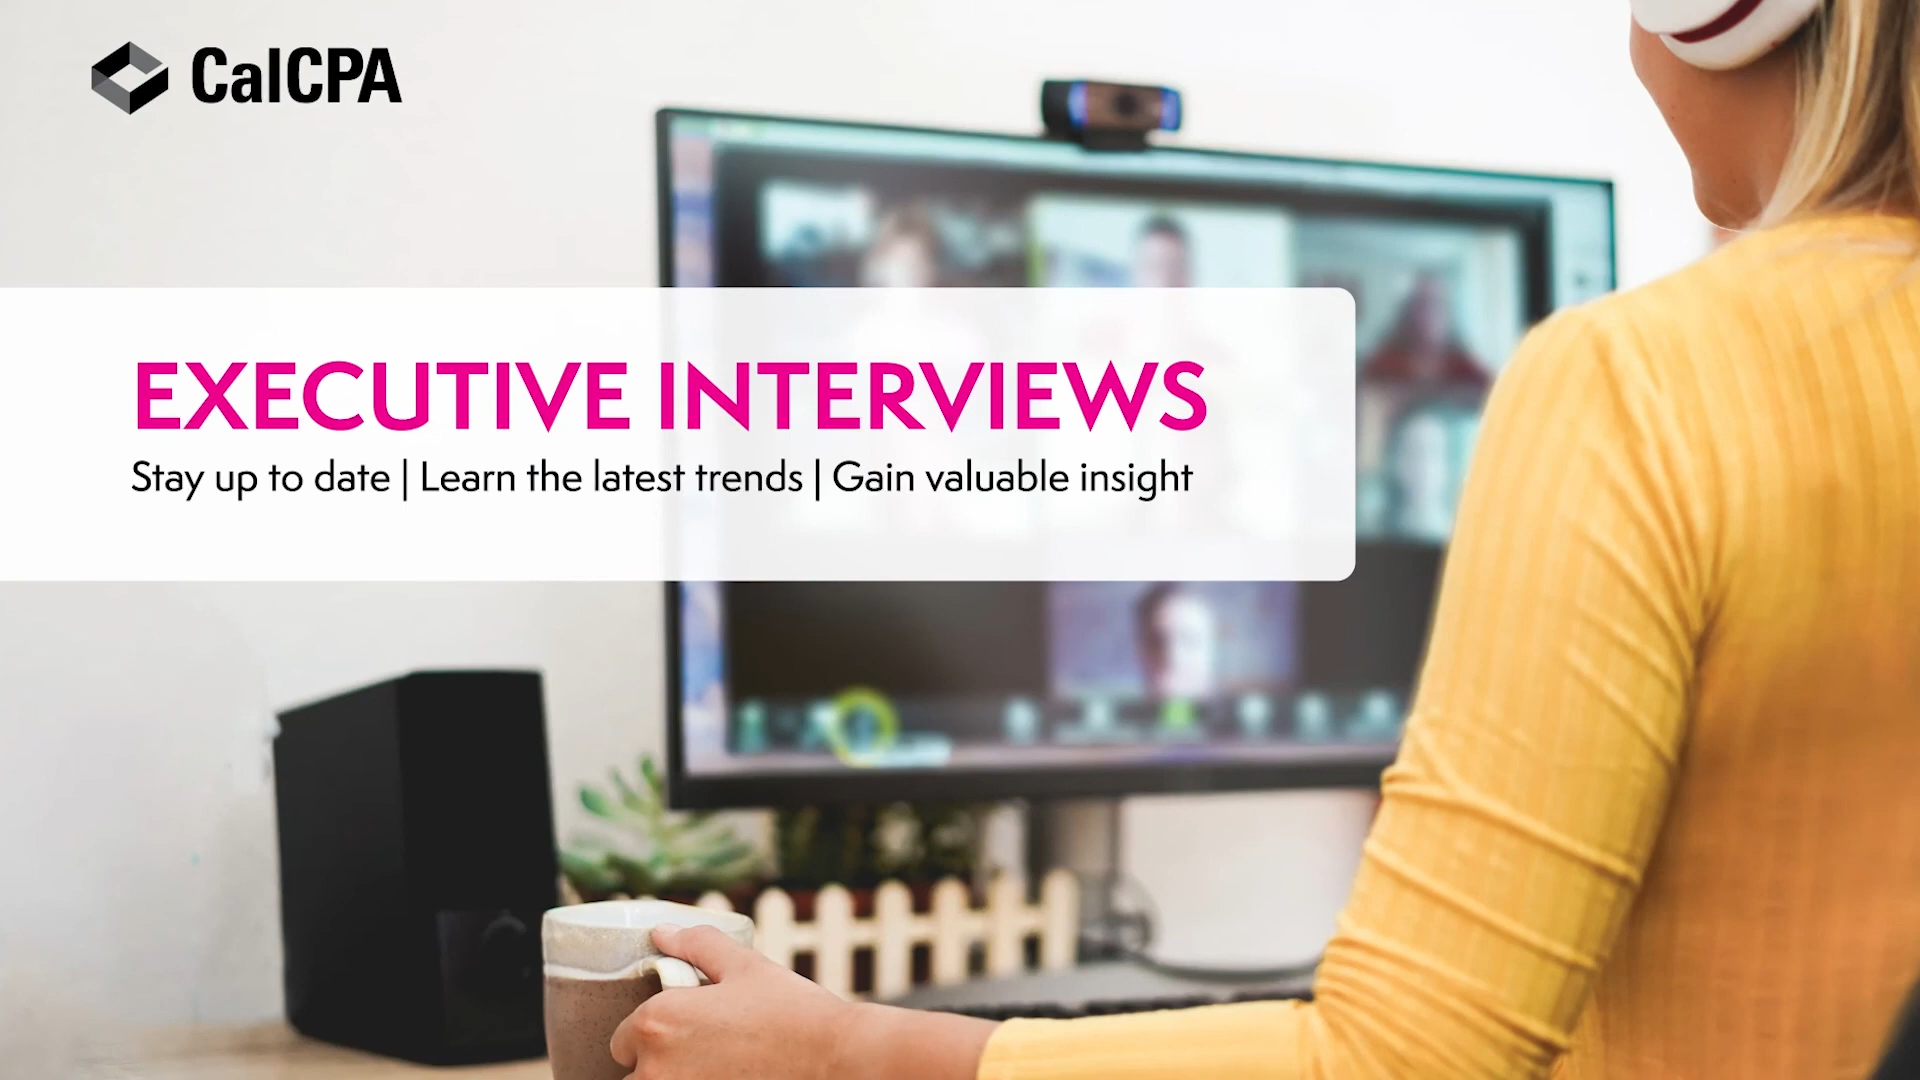 CalCPA
EXECUTIVE INTERVIEWS
Stay up to date | Learn the latest trends | Gain valuable insight